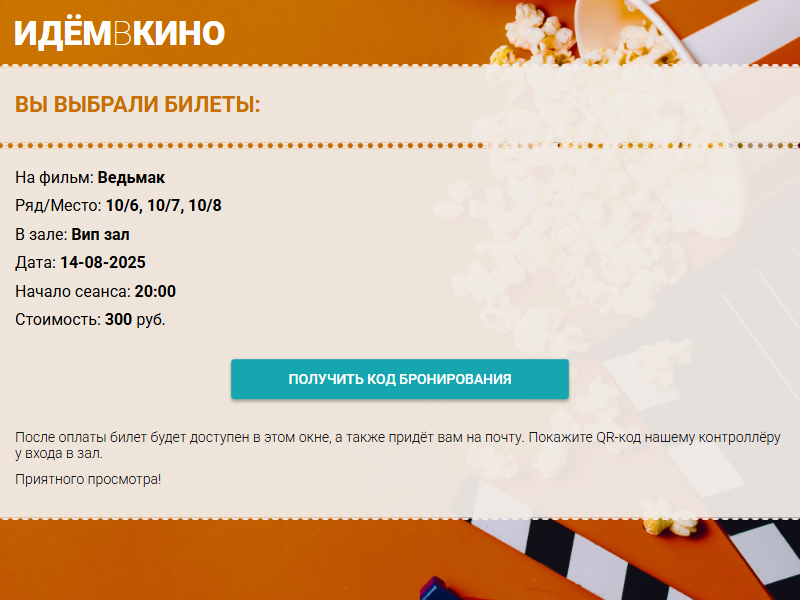 ИДЁМВКИНО
ВЫ ВЫБРАЛИ БИЛЕТЫ:
На фильм: Ведьмак
Ряд/Место: 10/6, 10/7, 10/8
В зале: Вип зал
Дата: 14-08-2025
Начало сеанса: 20:00
Стоимость: 300 руб.
ПОЛУЧИТЬ КОД БРОНИРОВАНИЯ
После оплаты билет будет доступен в этом окне, а также придёт вам на почту. Покажите QR-код нашему контроллёру
у входа в зал.
Приятного просмотра!